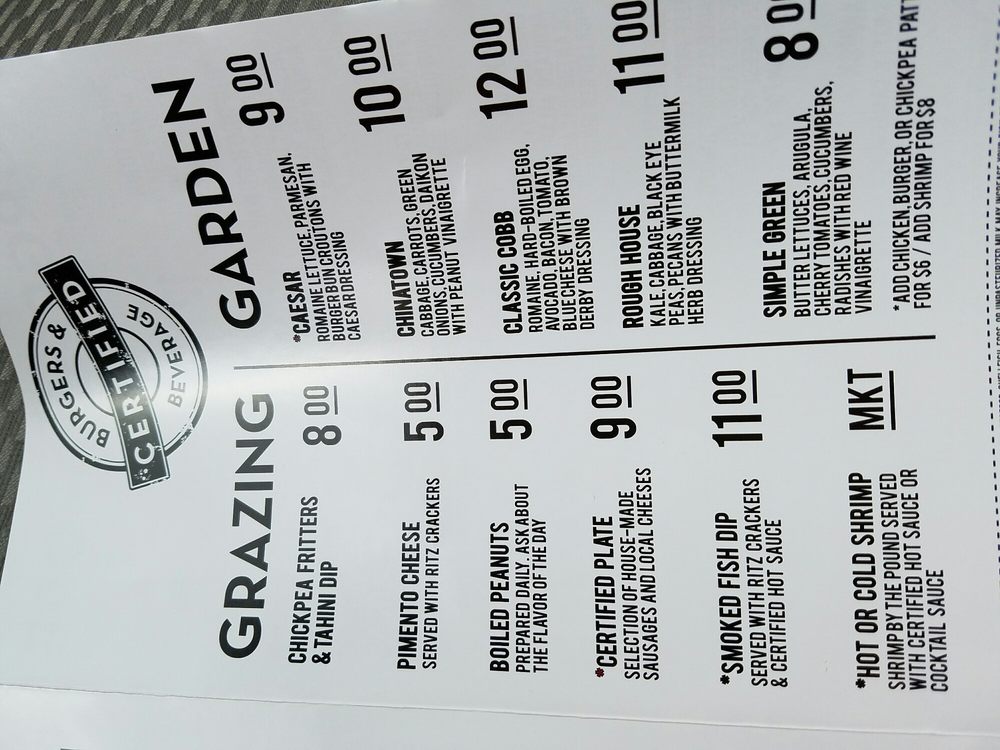 BURGERS &
CERTIFIED
BEVERAGE
GRAZING
CHICKPEA FRITTERS
& TAHINI DIP
8 00
PIMENTO CHEESE
SERVED WITH RITZ CRACKERS
5 00
BOILED PEANUTS
PREPARED DAILY. ASK ABOUT
THE FLAVOR OF THE DAY
5 00
*CERTIFIED PLATE
SELECTION OF HOUSE-MADE
SAUSAGES AND LOCAL CHEESES
9 00
*SMOKED FISH DIP
SERVED WITH RITZ CRACKERS
& CERTIFIED HOT SAUCE
11 00
*HOT OR COLD SHRIMP
SHRIMP BY THE POUND SERVED
WITH CERTIFIED HOT SAUCE OR
COCKTAIL SAUCE
MKT
GARDEN
*CAESAR
ROMAINE LETTUCE, PARMESAN,
BURGER BUN CROUTONS WITH
CAESAR DRESSING
9 00
CHINATOWN
CABBAGE, CARROTS, GREEN
ONIONS, CUCUMBERS, DAIKON
WITH PEANUT VINAIGRETTE
10 00
CLASSIC COBB
ROMAINE, HARD-BOILED EGG,
AVOCADO, BACON, TOMATO,
BLUE CHEESE WITH BROWN
DERBY DRESSING
12 00
ROUGH HOUSE
KALE, CABBAGE, BLACK EYE
PEAS, PECANS WITH BUTTERMILK
HERB DRESSING
11 00
SIMPLE GREEN
BUTTER LETTUCES, ARUGULA,
CHERRY TOMATOES, CUCUMBERS,
RADISHES WITH RED WINE
VINAIGRETTE
8 0
*ADD CHICKEN, BURGER, OR CHICKPEA PAT
FOR $6 / ADD SHRIMP FOR $8